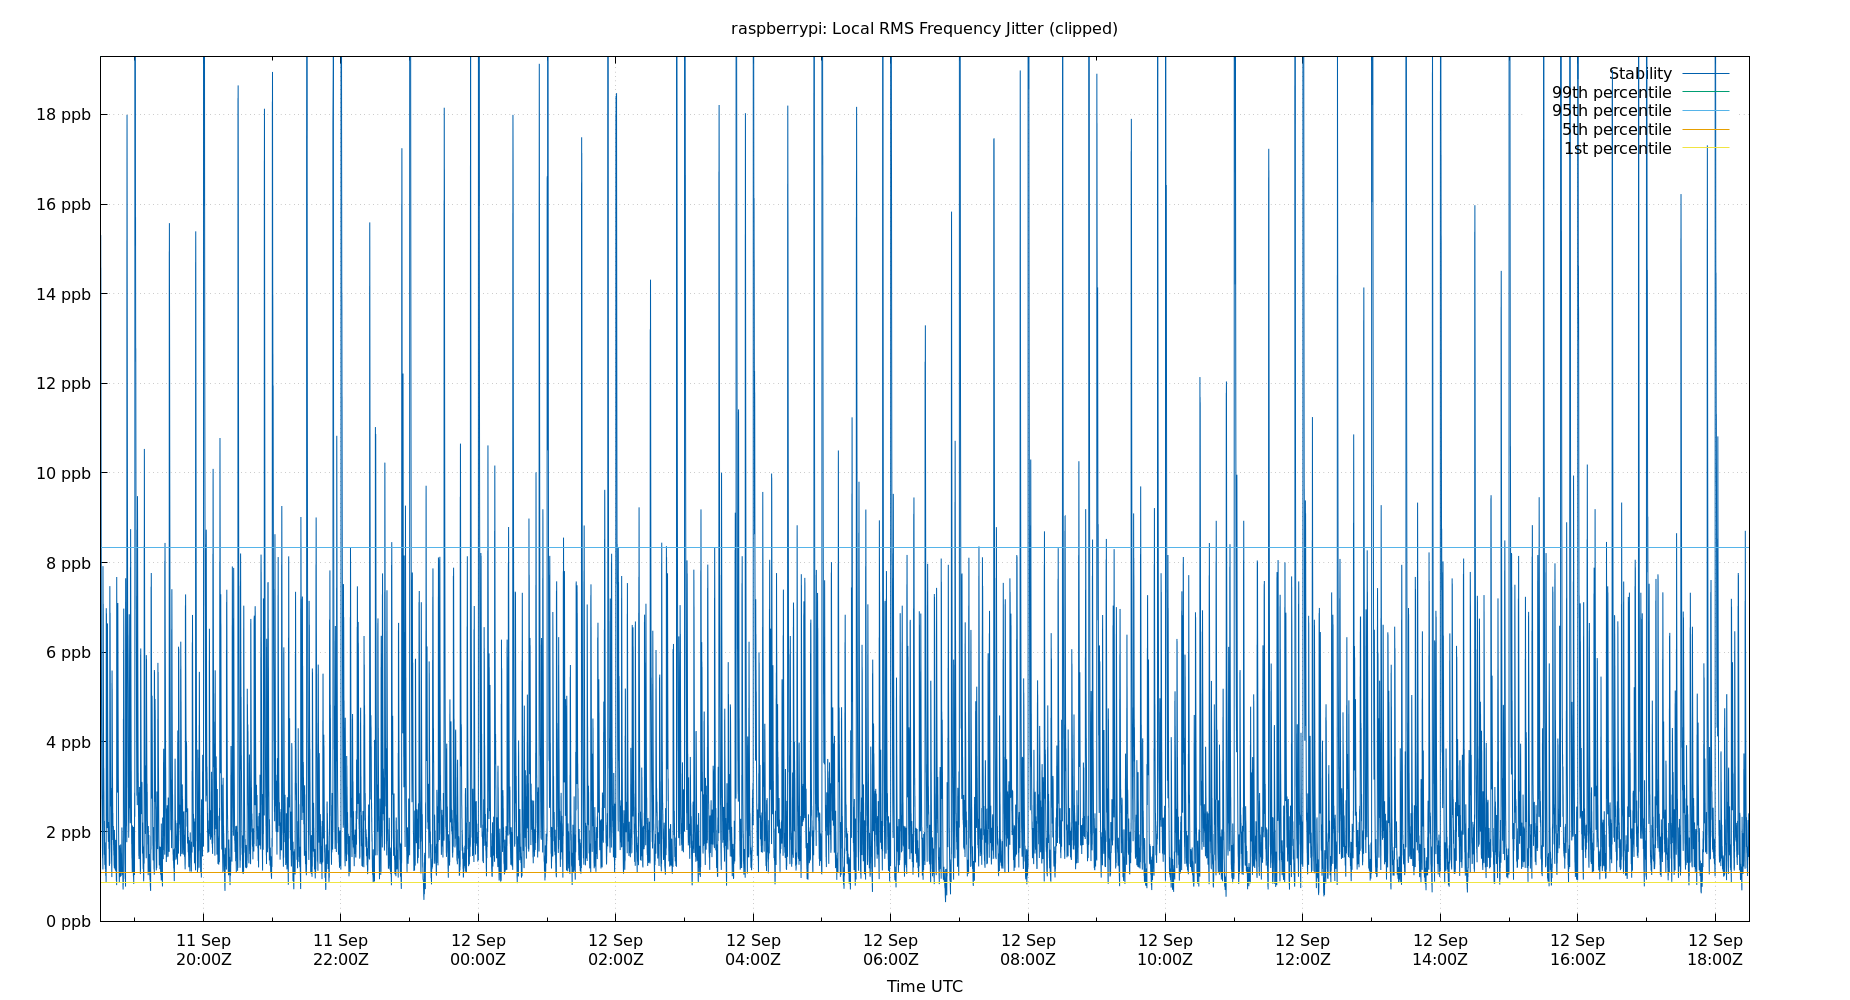 raspberrypi: Local RMS Frequency Jitter (clipped)
Stability
99th percentile
95th percentile
5th percentile
1st percentile
18 ppb
16 ppb
14 ppb
12 ppb
10 ppb
8 ppb
6 ppb
4 ppb
2 ppb
0 ppb
11 Sep 11 Sep 12 Sep 12 Sep 12 Sep 12 Sep 12 Sep 12 Sep 12 Sep 12 Sep 12 Sep 12 Sep
20:00Z 22:00Z 00:00Z 02:00Z 04:00Z 06:00Z 08:00Z 10:00Z 12:00Z 14:00Z 16:00Z 18:00Z
Time UTC